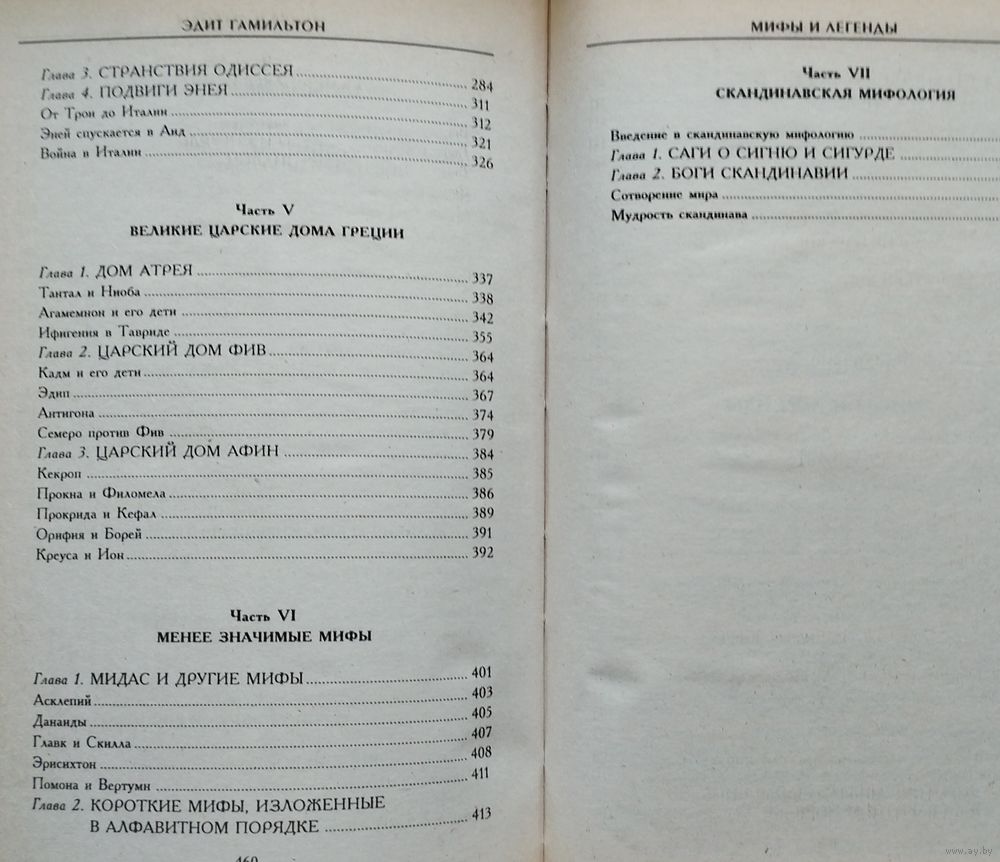 ЭДИТ ГАМИЛЬТОН
Глава 3. СТРАНСТВИЯ ОДИССЕЯ 284
Глава 4. ПОДВИГИ ЭНЕЯ 311
От Трои до Италии 312
Эней спускается в Аид 321
Война в Италии 326
Часть V
ВЕЛИКИЕ ЦАРСКИЕ ДОМА ГРЕЦИИ
Глава 1. ДОМ АТРЕЯ 337
Тантал и Ниоба 338
Агамемнон и его дети 342
Ифигения в Тавриде 355
Глава 2. ЦАРСКИЙ ДОМ ФИВ 364
Кадм и его дети 364
Эдип 367
Антигона 374
Семеро против Фив 379
Глава 3. ЦАРСКИЙ ДОМ АФИН 384
Кекроп 385
Прокна и Филомела 386
Прокрида и Кефал 389
Орифия и Борей 391
Креуса и Ион 392
Часть VI
МЕНЕЕ ЗНАЧИМЫЕ МИФЫ
Глава 1. МИДАС И ДРУГИЕ МИФЫ 401
Асклепий 403
Данаиды 405
Главк и Скилла 407
Эрисихтон 408
Помона и Вертумн 411
Глава 2. КОРОТКИЕ МИФЫ, ИЗЛОЖЕННЫЕ
В АЛФАВИТНОМ ПОРЯДКЕ 413
МИФЫ И ЛЕГЕНДЫ
Часть VII
СКАНДИНАВСКАЯ МИФОЛОГИЯ
Введение в скандинавскую мифологию
Глава 1. САГИ О СИГНЮ И СИГУРДЕ
Глава 2. БОГИ СКАНДИНАВИИ
Сотворение мира
Мудрость скандинава
www.ay.by